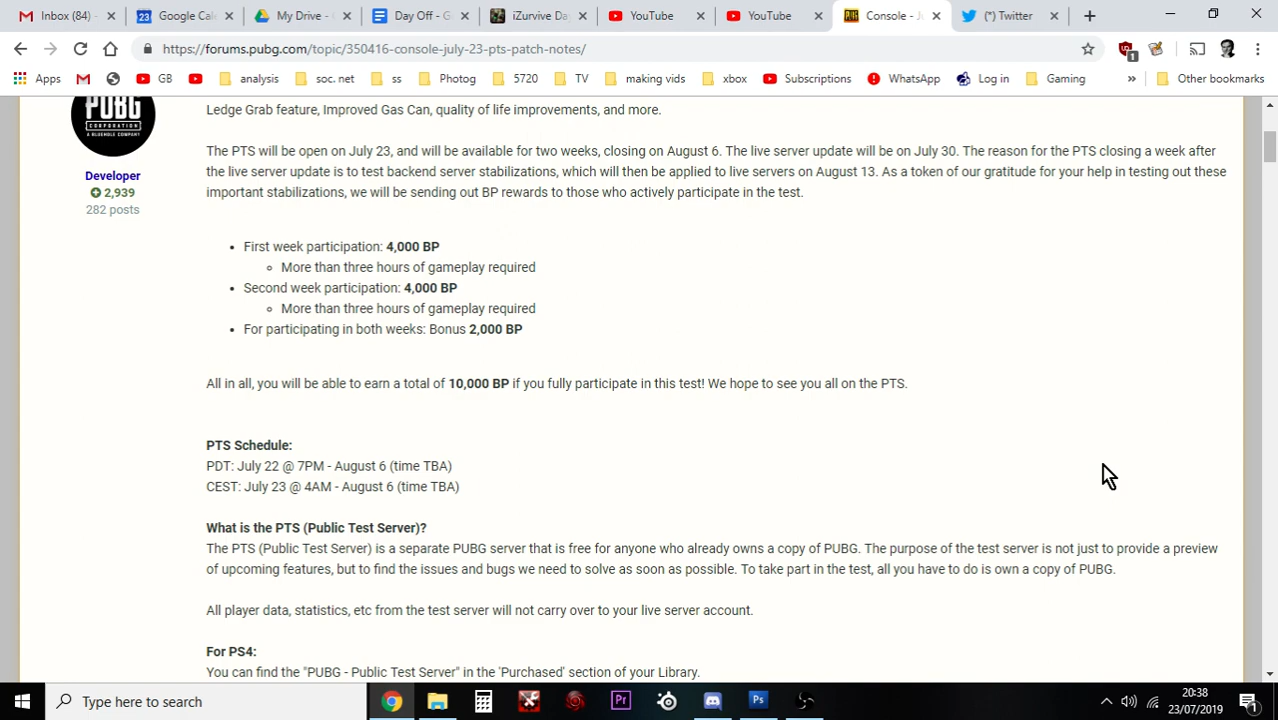 Inbox (84) -
Google Cal
23
My Drive - G
Day Off - G
iZurvive Day
YouTube
YouTube
Console - J
(*) Twitter
https://forums.pubg.com/topic/350416-console-july-23-pts-patch-notes/
1
Apps
GB
analysis
soc. net
ss
Photog
5720
TV
making vids
xbox
Subscriptions
WhatsApp
Log in
Gaming
»
Other bookmarks
PUBG
CORPORATION
A BLUEHOLE COMPANY
Developer
2,939
282 posts
Ledge Grab feature, Improved Gas Can, quality of life improvements, and more.
The PTS will be open on July 23, and will be available for two weeks, closing on August 6. The live server update will be on July 30. The reason for the PTS closing a week after
the live server update is to test backend server stabilizations, which will then be applied to live servers on August 13. As a token of our gratitude for your help in testing out these
important stabilizations, we will be sending out BP rewards to those who actively participate in the test.
First week participation: 4,000 BP
More than three hours of gameplay required
Second week participation: 4,000 BP
More than three hours of gameplay required
For participating in both weeks: Bonus 2,000 BP
All in all, you will be able to earn a total of 10,000 BP if you fully participate in this test! We hope to see you all on the PTS.
PTS Schedule:
PDT: July 22 @ 7PM - August 6 (time TBA)
CEST: July 23 @ 4AM - August 6 (time TBA)
What is the PTS (Public Test Server)?
The PTS (Public Test Server) is a separate PUBG server that is free for anyone who already owns a copy of PUBG. The purpose of the test server is not just to provide a preview
of upcoming features, but to find the issues and bugs we need to solve as soon as possible. To take part in the test, all you have to do is own a copy of PUBG.
All player data, statistics, etc from the test server will not carry over to your live server account.
For PS4:
You can find the "PUBG - Public Test Server" in the 'Purchased' section of your Library.
Type here to search
Pr
Ps
20:38
23/07/2019
1